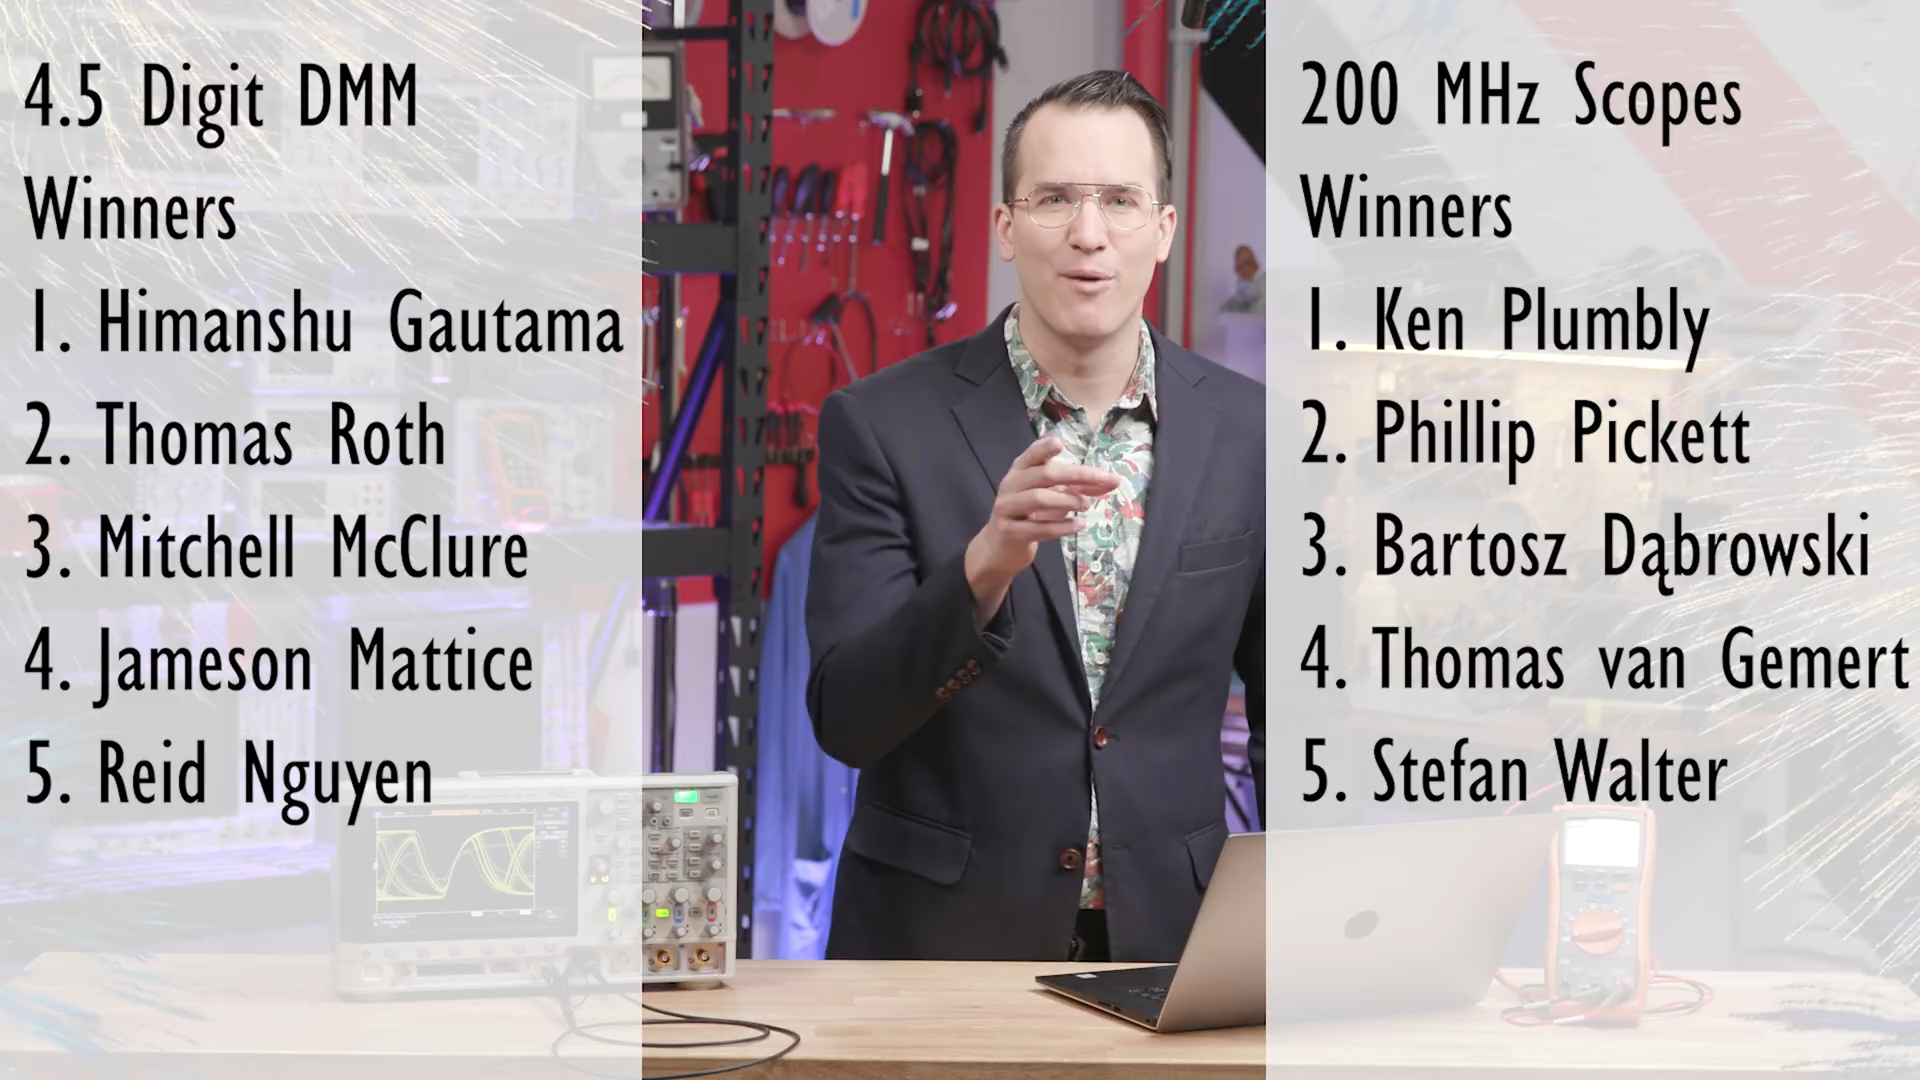 4.5 Digit DMM
Winners
1. Himanshu Gautama
2. Thomas Roth
3. Mitchell McClure
4. Jameson Mattice
5. Reid Nguyen
200 MHz Scopes
Winners
1. Ken Plumbly
2. Phillip Pickett
3. Bartosz Dąbrowski
4. Thomas van Gemert
5. Stefan Walter